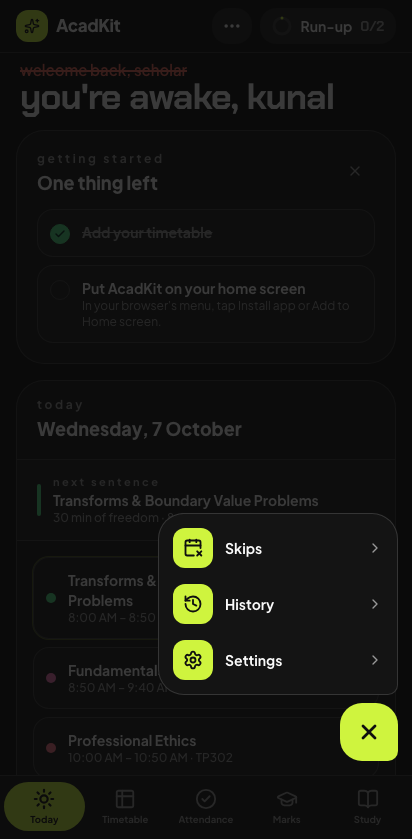 AcadKit
Run-up 0/2
welcome back, scholar
you're awake, kunal
getting started
One thing left
Add your timetable
Put AcadKit on your home screen
In your browser's menu, tap Install app or Add to
Home screen.
today
Wednesday, 7 October
next sentence
Transforms & Boundary Value Problems
30 min of freedom
Transforms &
Problems
8:00 AM – 8:50
Fundamental
8:50 AM – 9:40 A
Professional Ethics
10:00 AM – 10:50 AM · TP302
Skips
History
Settings
Today
Timetable
Attendance
Marks
Study